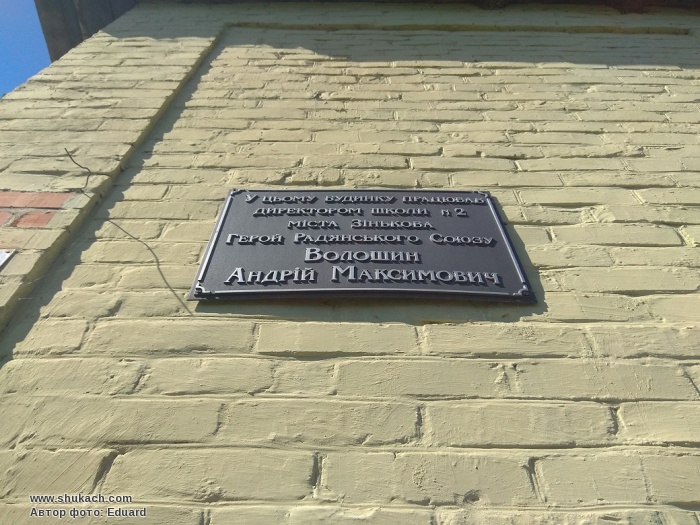 У цьому будинку працював
директором школи №2
міста Зінькова
Герой Радянського Союзу
Волошин
Андрій Максимович
www.shukach.com
Автор фото: Eduard